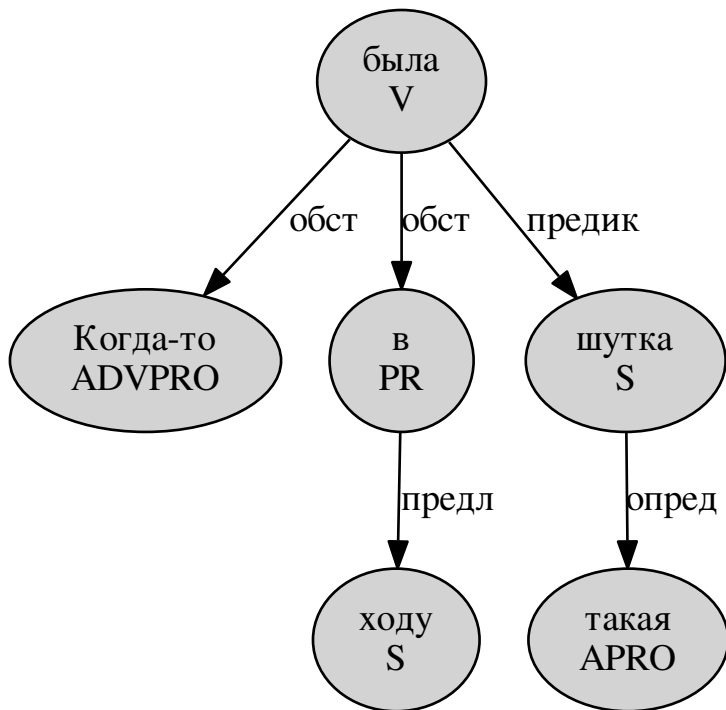 была
V
обст
обст
предик
Когда-то
ADVPRO
в
PR
шутка
S
предл
опред
ходу
S
такая
APRO